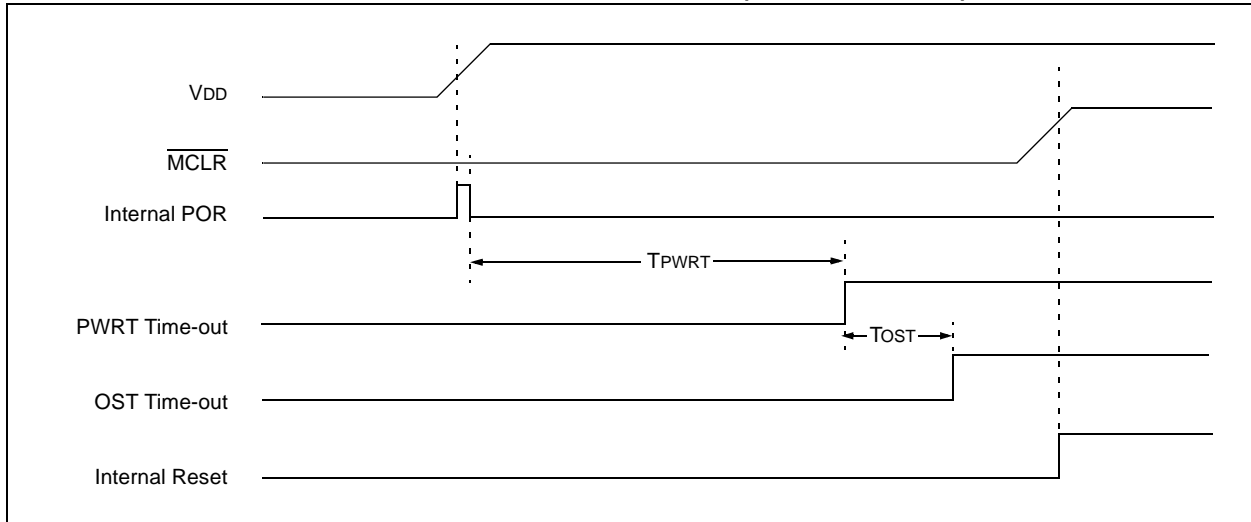 VDD
MCLR
Internal POR
TPWRT
PWRT Time-out
TOST
OST Time-out
Internal Reset